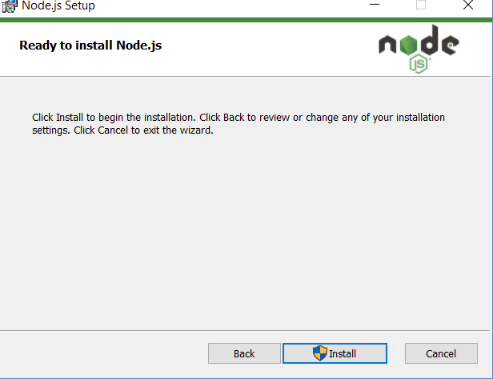 Node.js Setup
Ready to install Node.js
node
JS
Click Install to begin the installation. Click Back to review or change any of your installation
settings. Click Cancel to exit the wizard.
Back
Install
Cancel